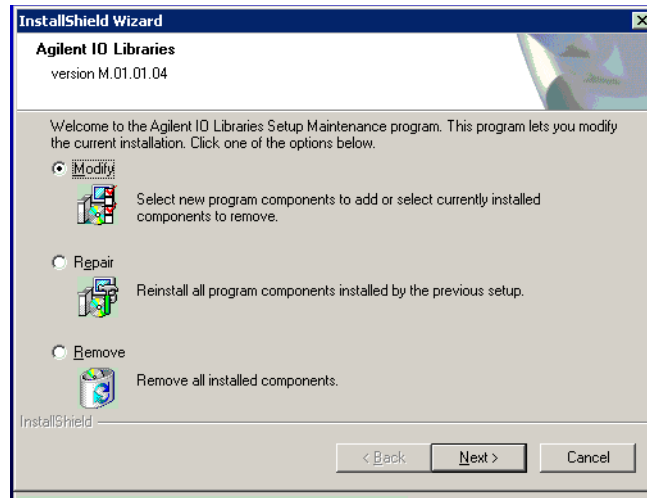 InstallShield Wizard
Agilent IO Libraries
version M.01.01.04
Welcome to the Agilent IO Libraries Setup Maintenance program. This program lets you modify
the current installation. Click one of the options below.
Modify
Select new program components to add or select currently installed
components to remove.
Repair
Reinstall all program components installed by the previous setup.
Remove
Remove all installed components.
InstallShield
< Back
Next >
Cancel